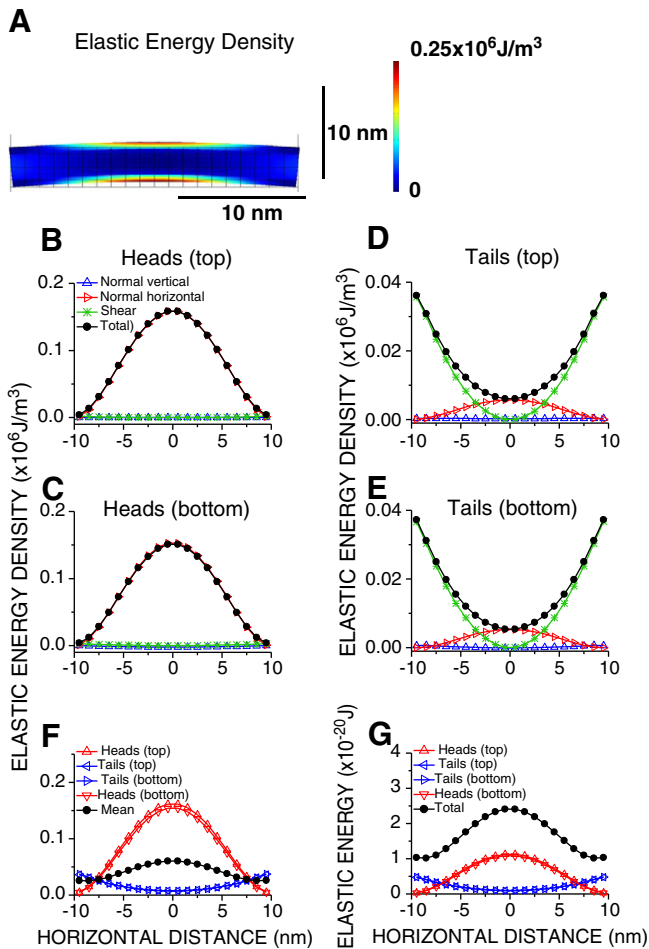 A
Elastic Energy Density
0.25x10⁶J/m³
10 nm
0
10 nm
B
Heads (top)
Normal vertical
Normal horizontal
Shear
Total)
0.2
0.1
0.0
-10 -5 0 5 10
D
Tails (top)
0.04
0.02
0.00
-10 -5 0 5 10
C
Heads (bottom)
0.2
0.1
0.0
-10 -5 0 5 10
E
Tails (bottom)
0.04
0.02
0.00
-10 -5 0 5 10
ELASTIC ENERGY DENSITY (x10⁶J/m³)
ELASTIC ENERGY DENSITY (x10⁶J/m³)
F
Heads (top)
Tails (top)
Tails (bottom)
Heads (bottom)
Mean
0.2
0.1
0.0
-10 -5 0 5 10
HORIZONTAL DISTANCE (nm)
G
ELASTIC ENERGY (x10⁻²⁰J)
Heads (top)
Tails (top)
Tails (bottom)
Heads (bottom)
Total
4
3
2
1
0
-10 -5 0 5 10
HORIZONTAL DISTANCE (nm)